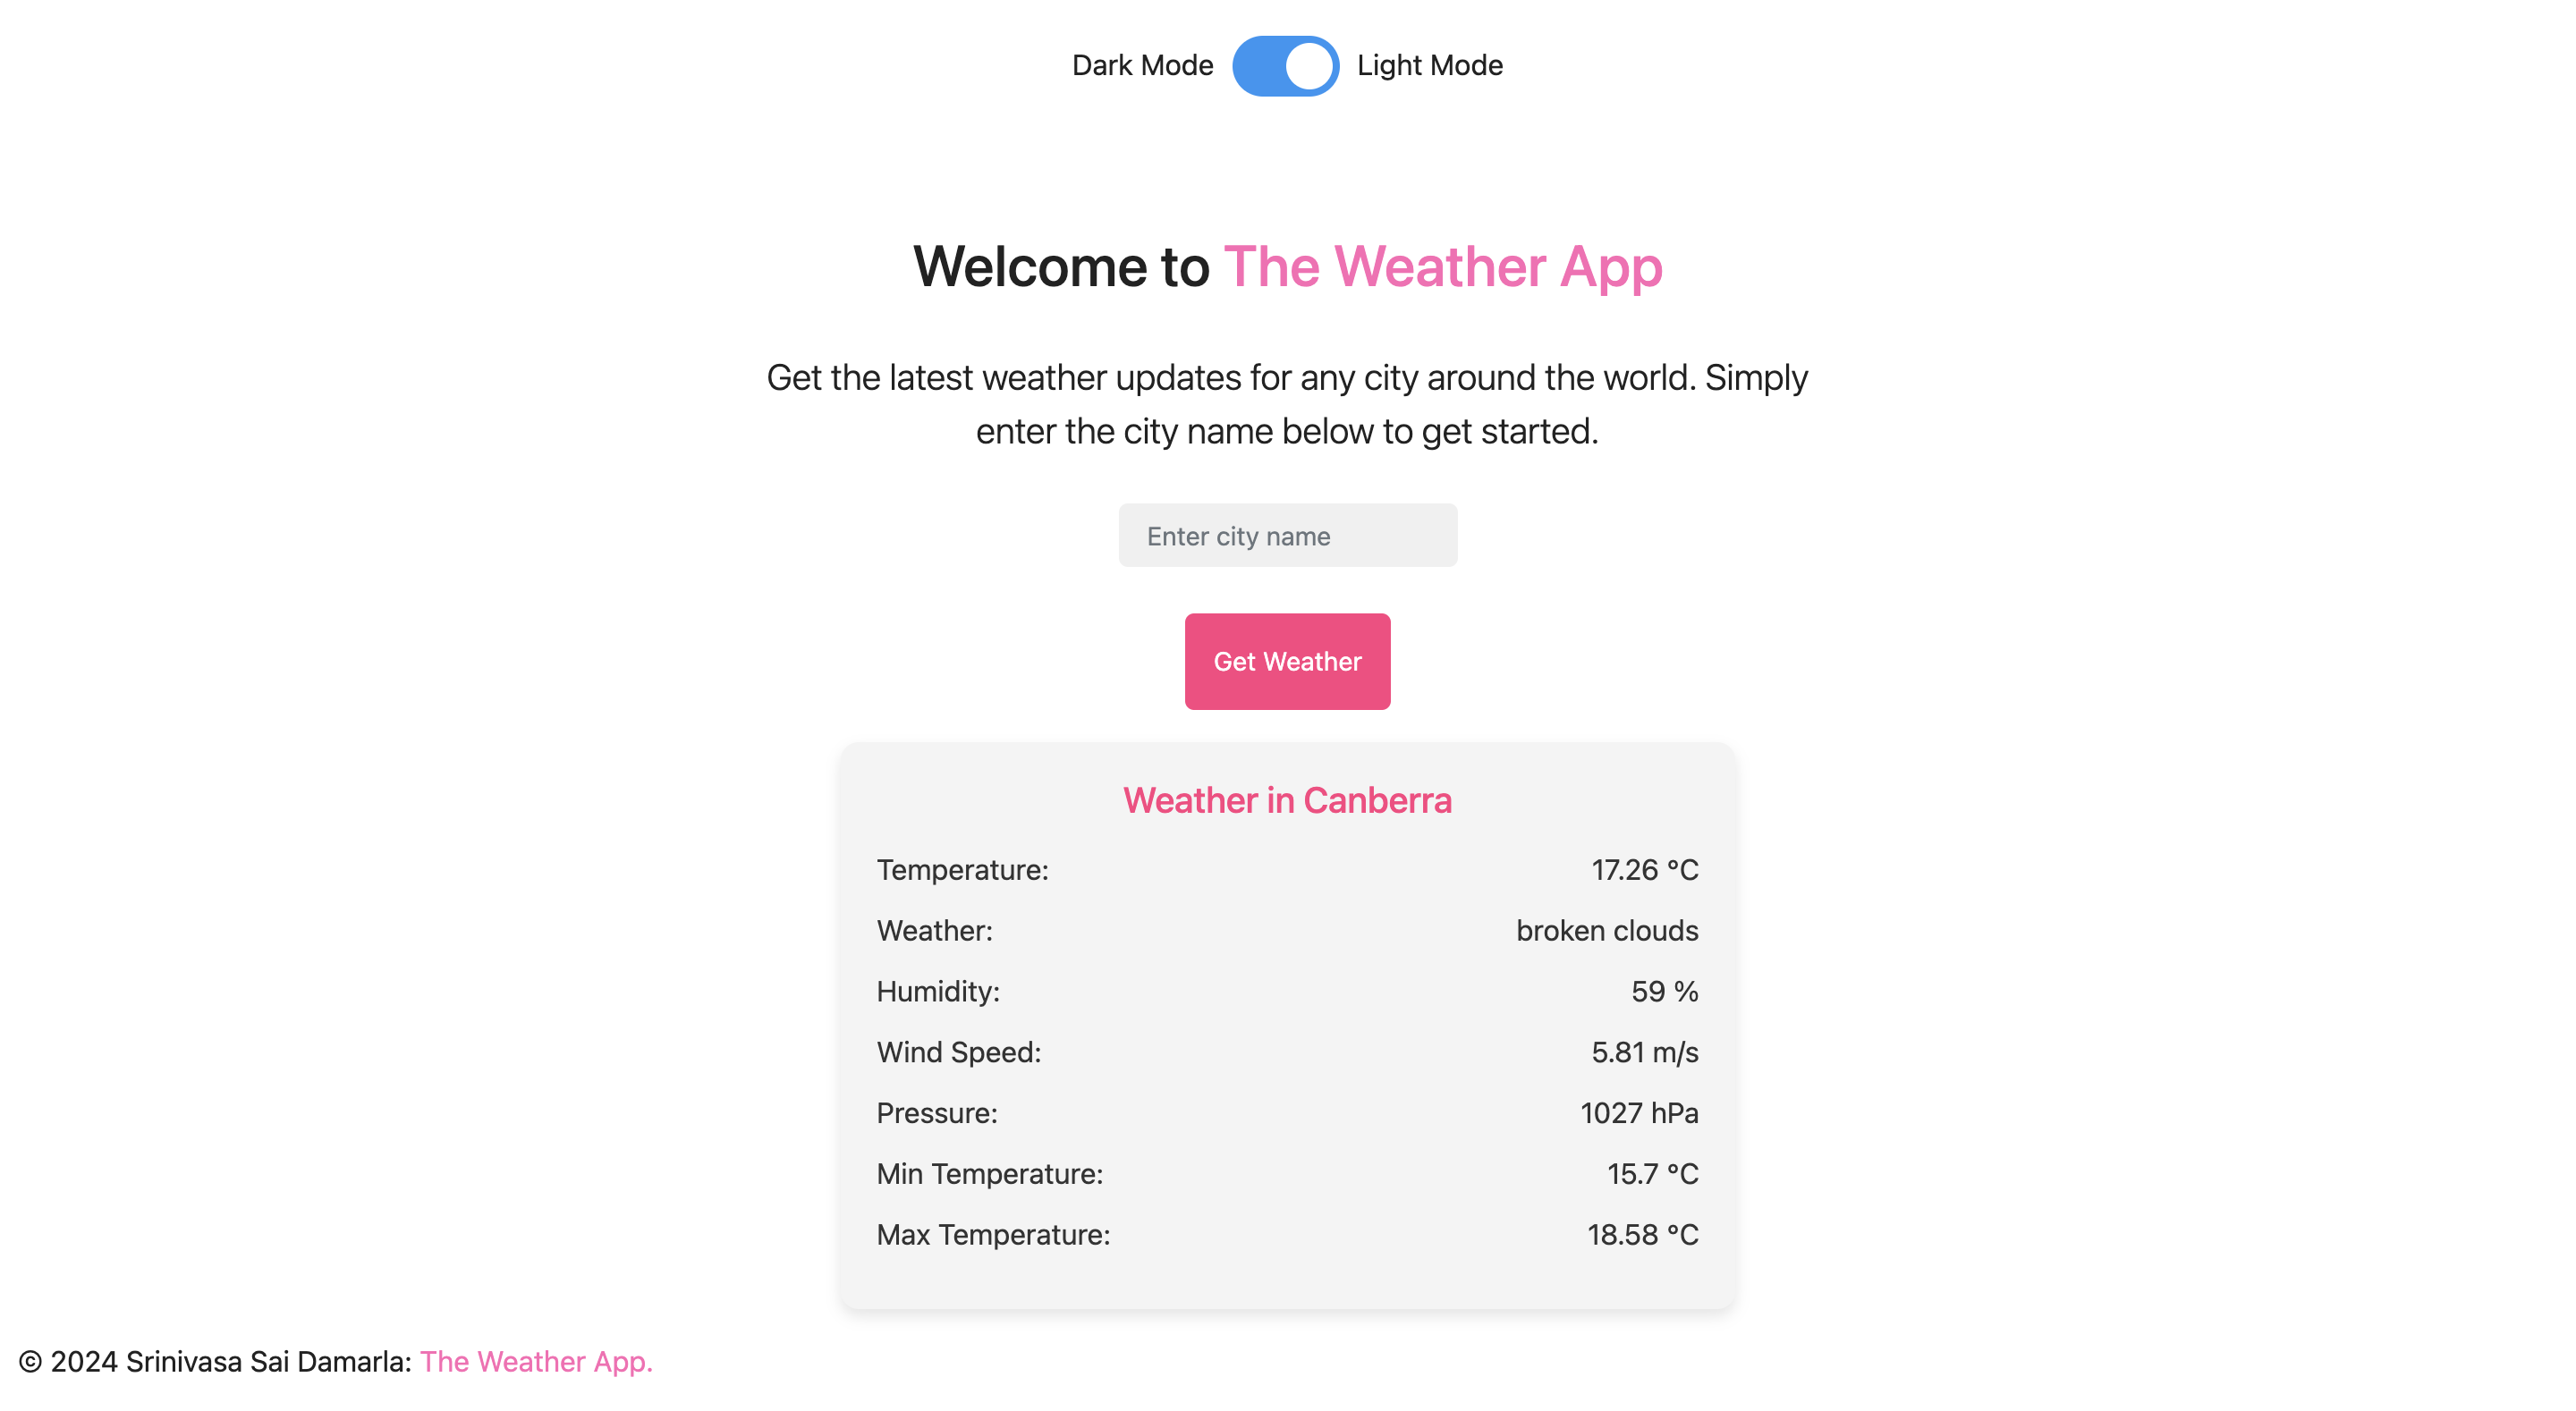 Dark Mode Light Mode
Welcome to The Weather App
Get the latest weather updates for any city around the world. Simply
enter the city name below to get started.
Enter city name
Get Weather
Weather in Canberra
Temperature: 17.26 °C
Weather: broken clouds
Humidity: 59 %
Wind Speed: 5.81 m/s
Pressure: 1027 hPa
Min Temperature: 15.7 °C
Max Temperature: 18.58 °C
© 2024 Srinivasa Sai Damarla: The Weather App.